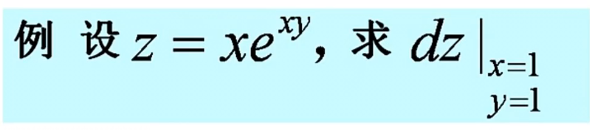 例 设 z = xe^{xy}, 求 dz |_{x=1, y=1}